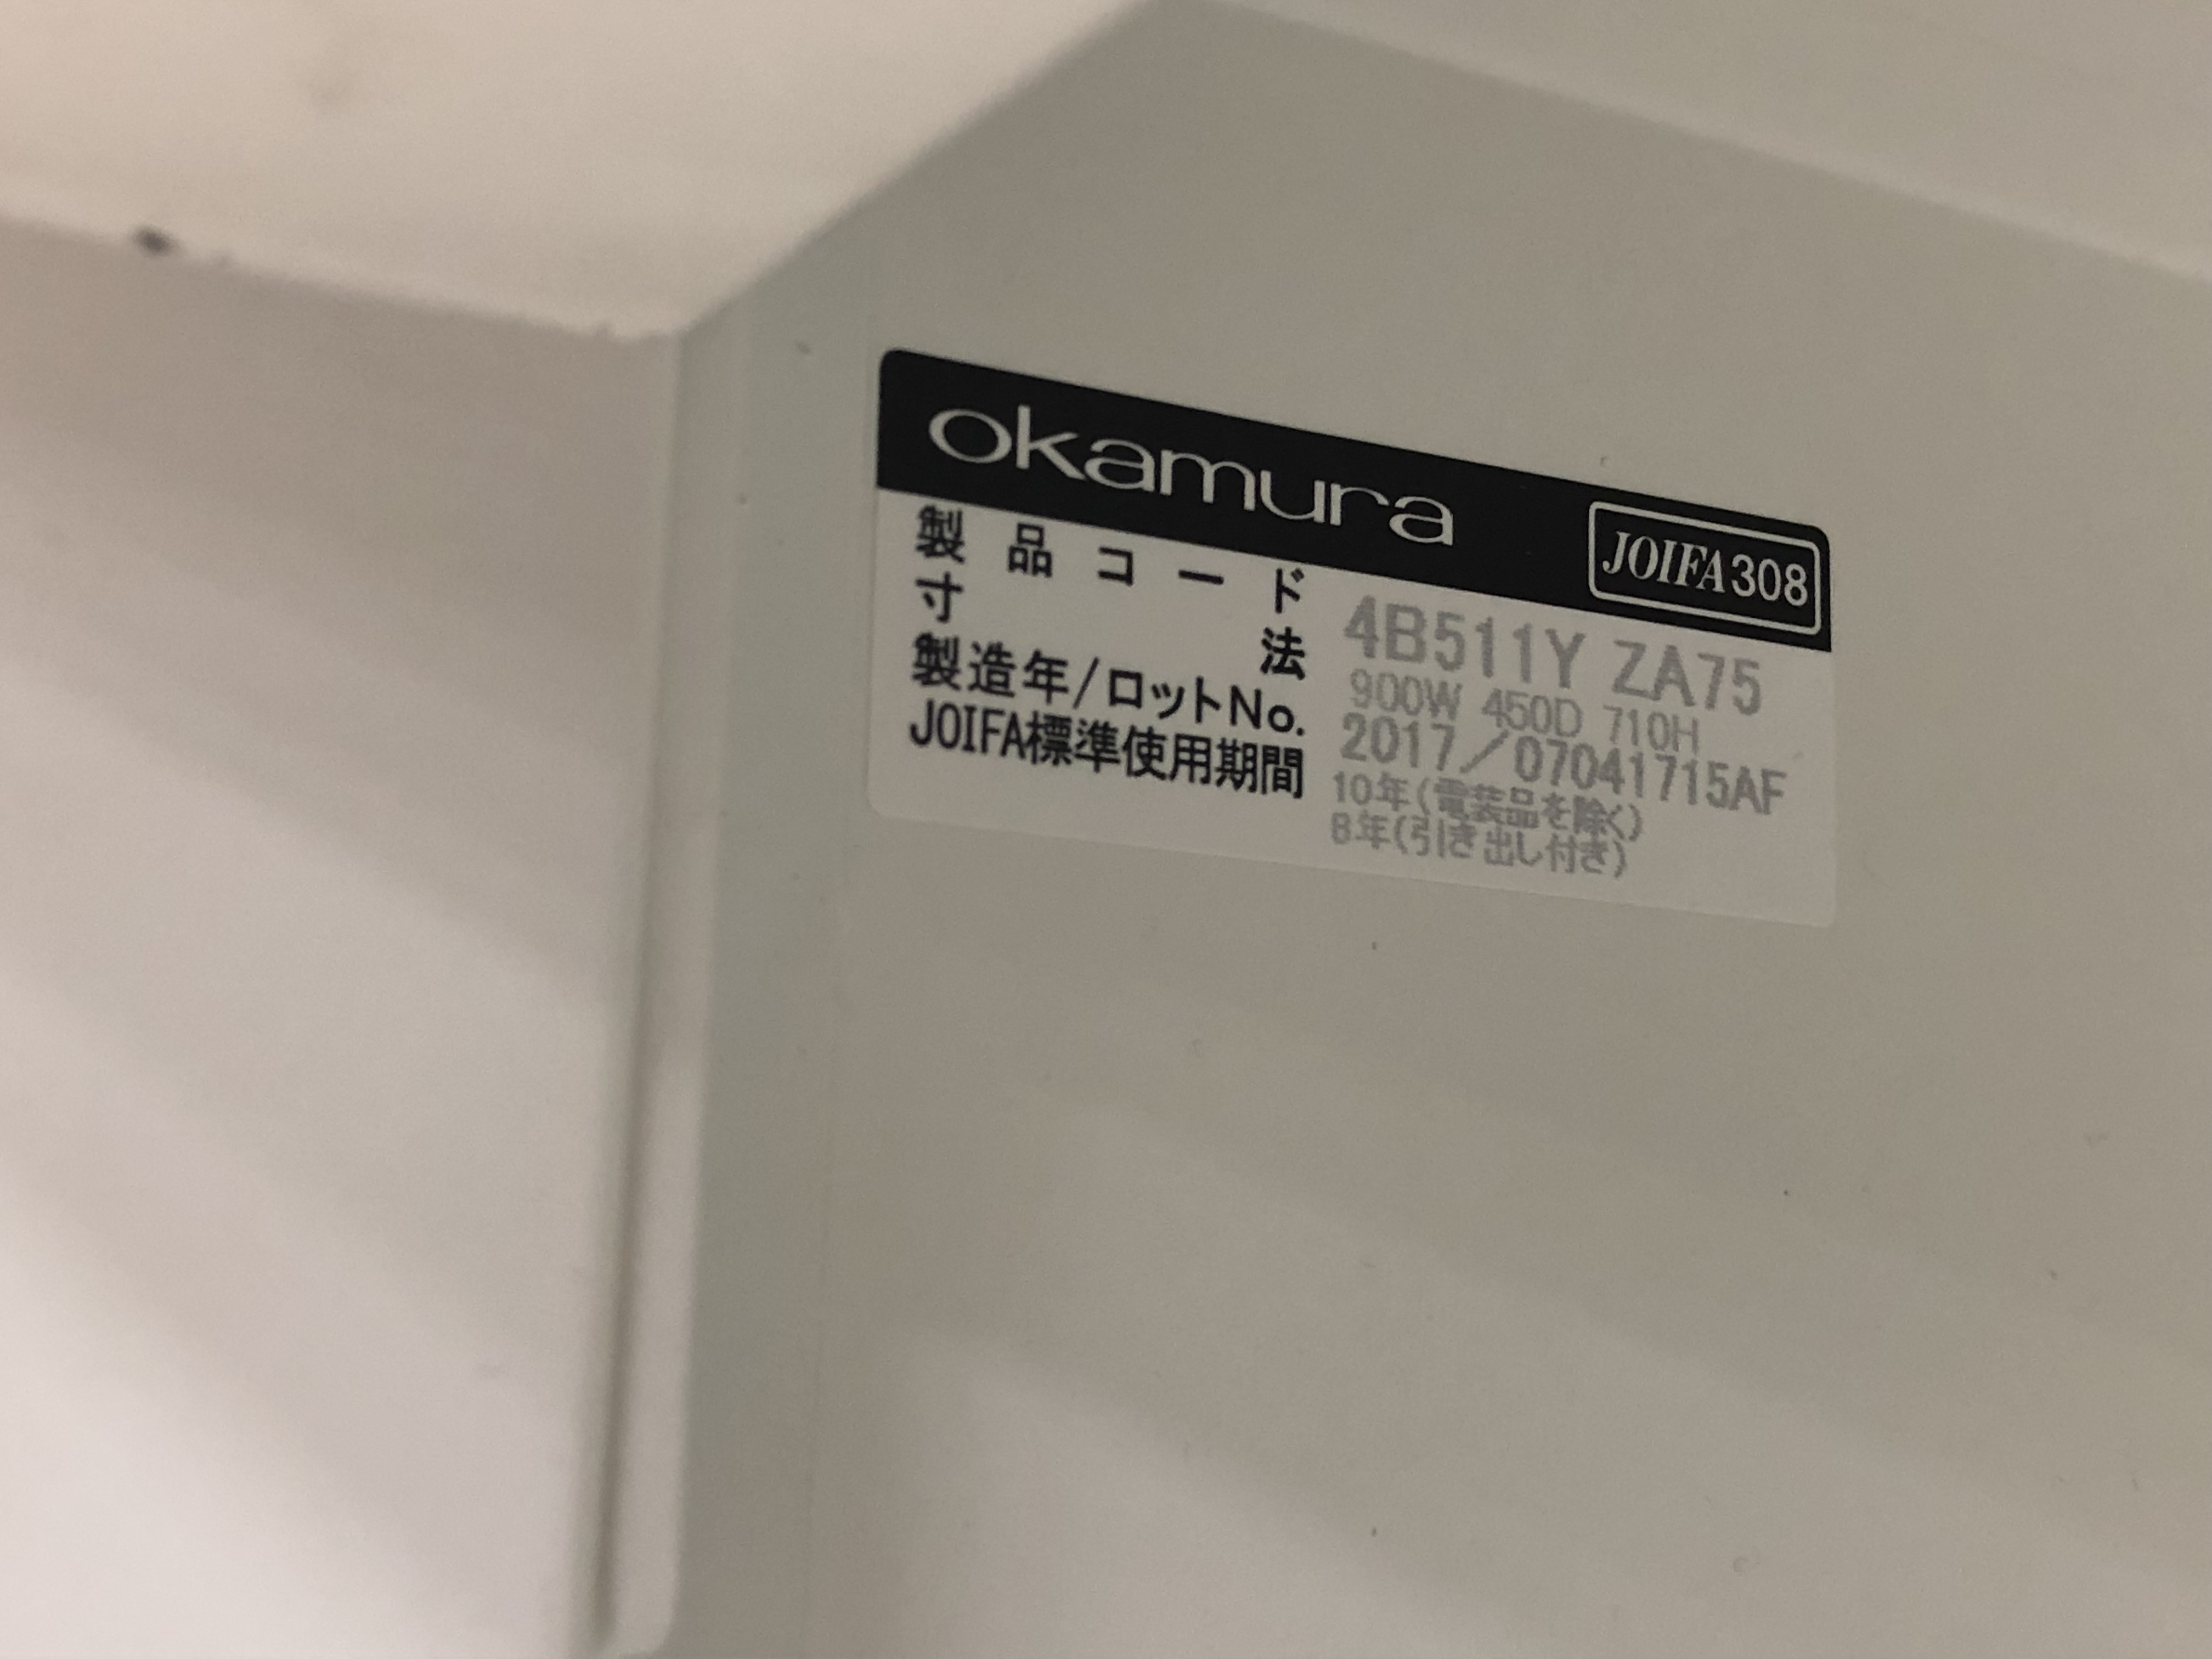 okamura JOIFA308
製品コード 4B511Y ZA75
寸法 900W 450D 710H
製造年/ロットNo. 2017／07041715AF
JOIFA標準使用期間 10年(電装品を除く)
8年(引き出し付き)